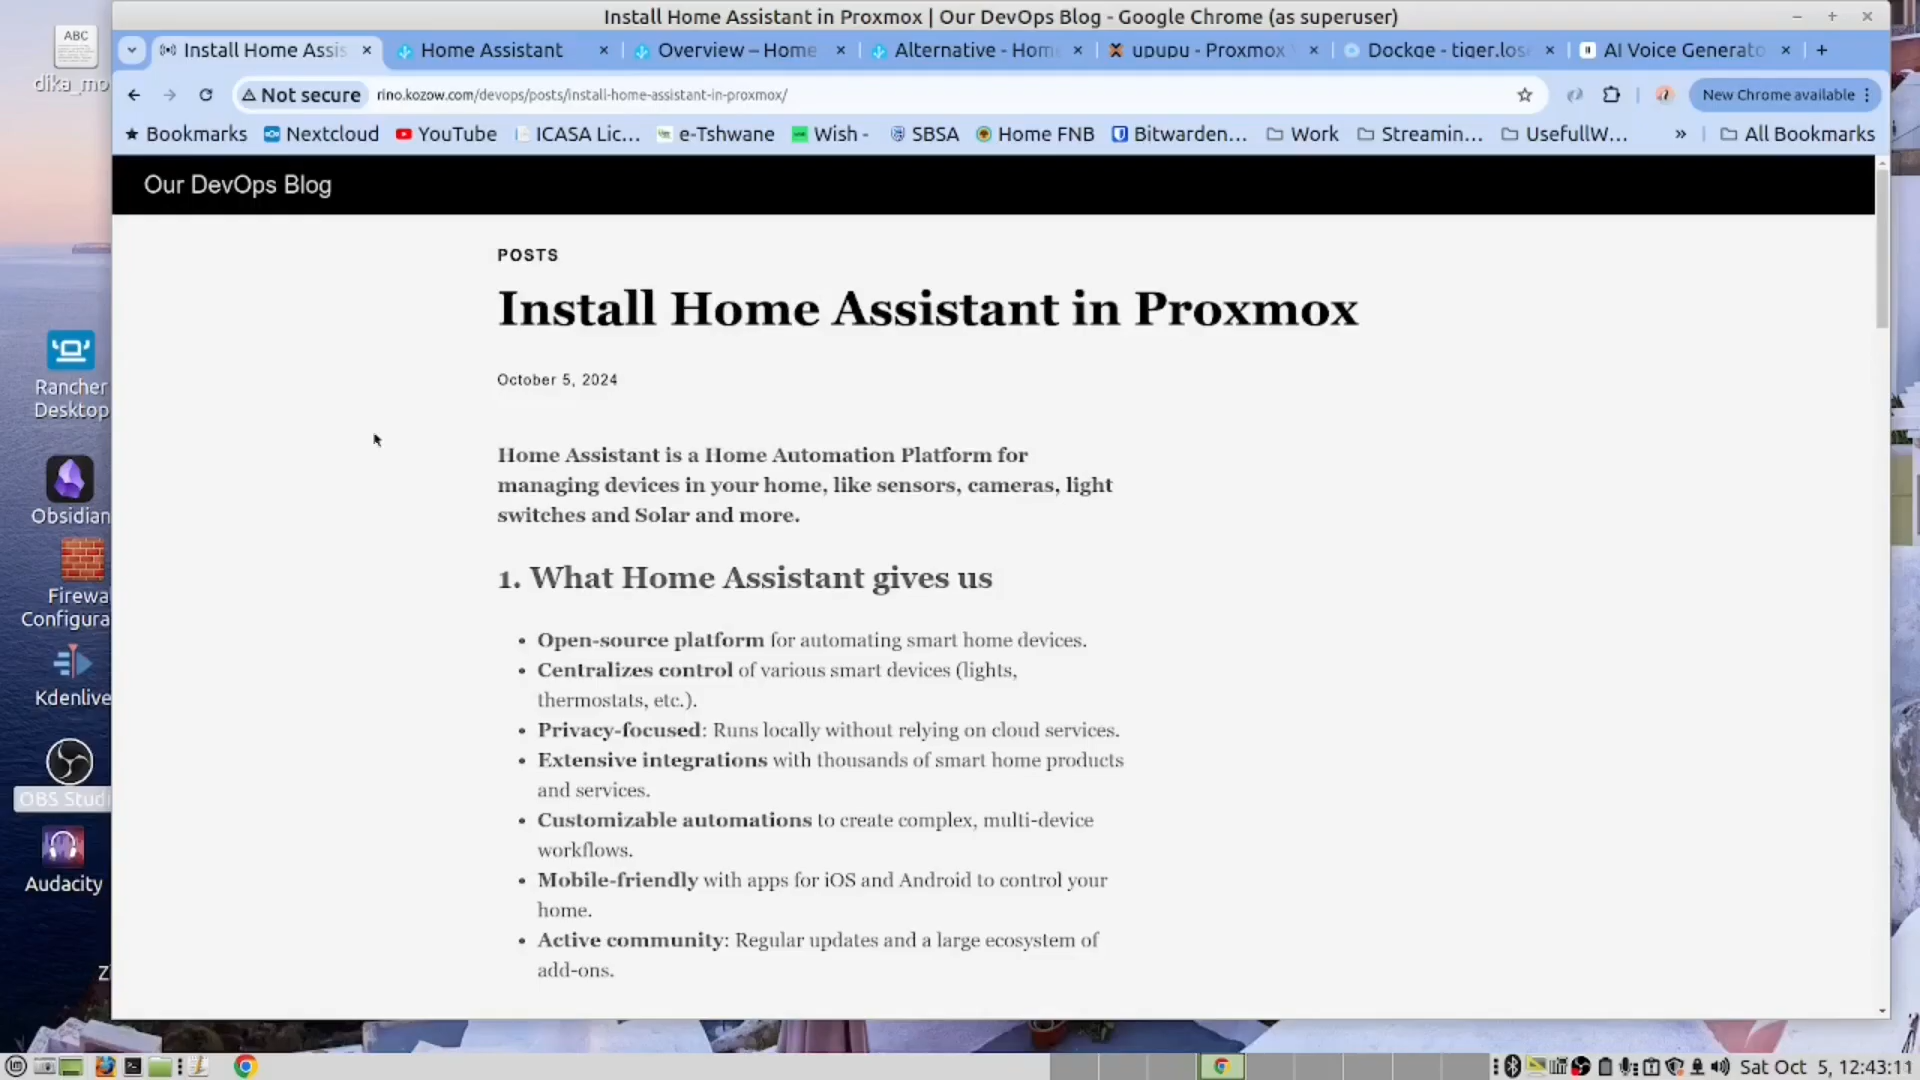 Install Home Assistant in Proxmox | Our DevOps Blog - Google Chrome (as superuser)
Install Home Assis
Home Assistant
Overview – Home
Alternative - Hom
upupu - Proxmox
Dockge - tiger.los
AI Voice Generato
Not secure
rino.kozow.com/devops/posts/install-home-assistant-in-proxmox/
New Chrome available
Bookmarks
Nextcloud
YouTube
ICASA Lic...
e-Tshwane
Wish -
SBSA
Home FNB
Bitwarden...
Work
Streamin...
UsefullW...
»
All Bookmarks
Our DevOps Blog
POSTS
Install Home Assistant in Proxmox
October 5, 2024
Home Assistant is a Home Automation Platform for
managing devices in your home, like sensors, cameras, light
switches and Solar and more.
1. What Home Assistant gives us
• Open-source platform for automating smart home devices.
• Centralizes control of various smart devices (lights,
thermostats, etc.).
• Privacy-focused: Runs locally without relying on cloud services.
• Extensive integrations with thousands of smart home products
and services.
• Customizable automations to create complex, multi-device
workflows.
• Mobile-friendly with apps for iOS and Android to control your
home.
• Active community: Regular updates and a large ecosystem of
add-ons.
ABC
dika_mo
Rancher
Desktop
Obsidian
Firewa
Configura
Kdenlive
OBS Studi
Audacity
Z
Sat Oct 5, 12:43:11